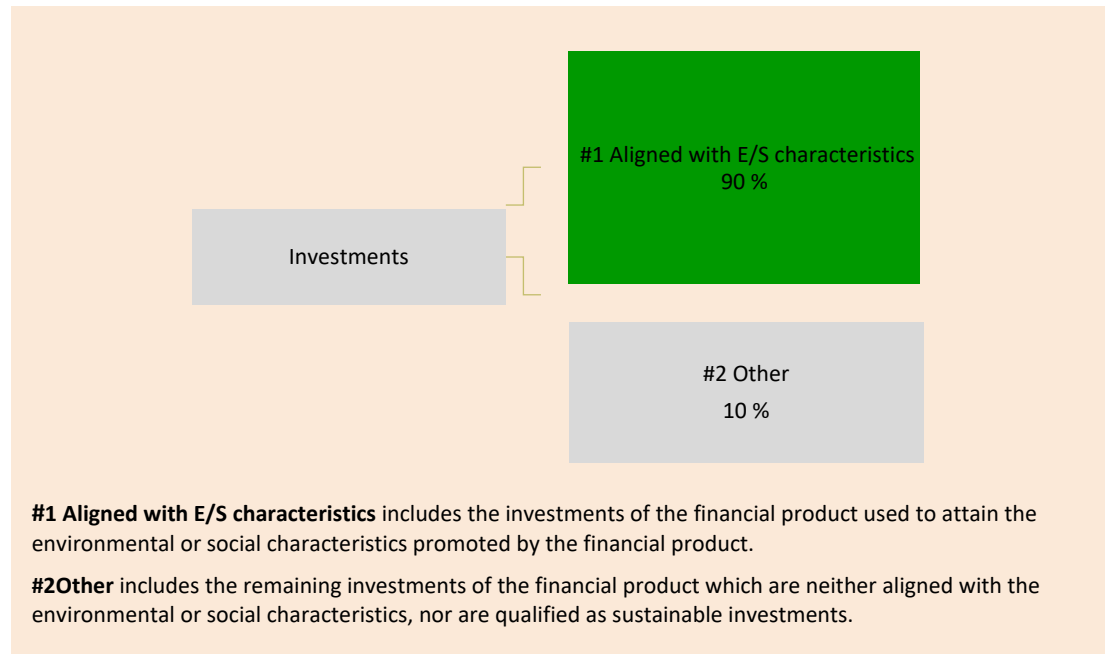 #1 Aligned with E/S characteristics
90 %
Investments
#2 Other
10 %
#1 Aligned with E/S characteristics includes the investments of the financial product used to attain the
environmental or social characteristics promoted by the financial product.
#2Other includes the remaining investments of the financial product which are neither aligned with the
environmental or social characteristics, nor are qualified as sustainable investments.